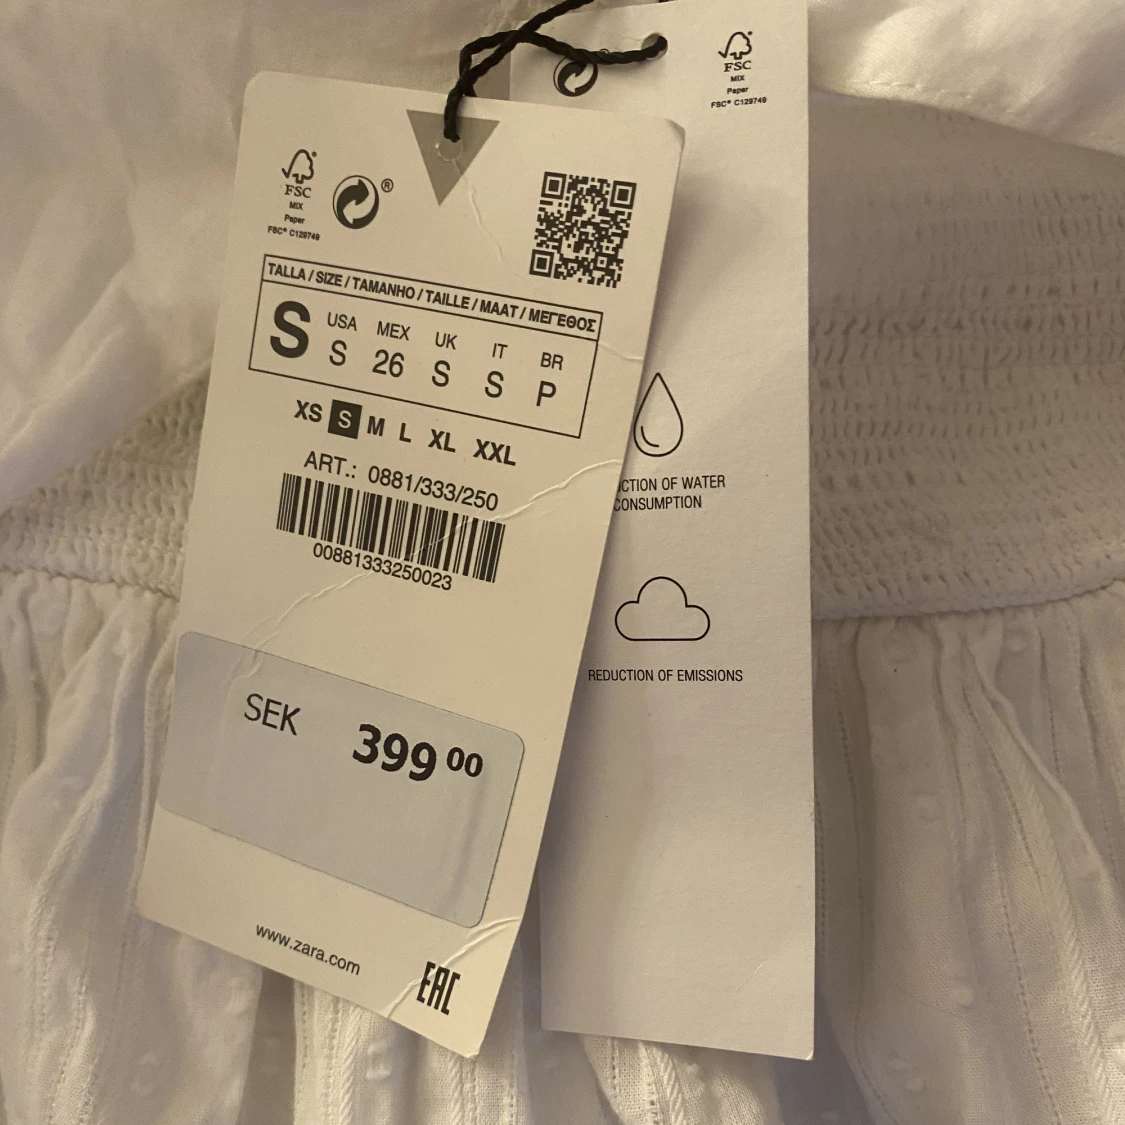 FSC
MIX
Paper
FSC® C129749
®
TALLA / SIZE / TAMANHO / TAILLE / MAAT / ΜΕΓΕΘΟΣ
S
USA MEX UK IT BR
S 26 S S P
XS S M L XL XXL
ART.: 0881/333/250
00881333250023
SEK 399 00
www.zara.com
EAC
FSC
MIX
Paper
FSC® C129749
CONSUMPTION
OF WATER
REDUCTION OF EMISSIONS